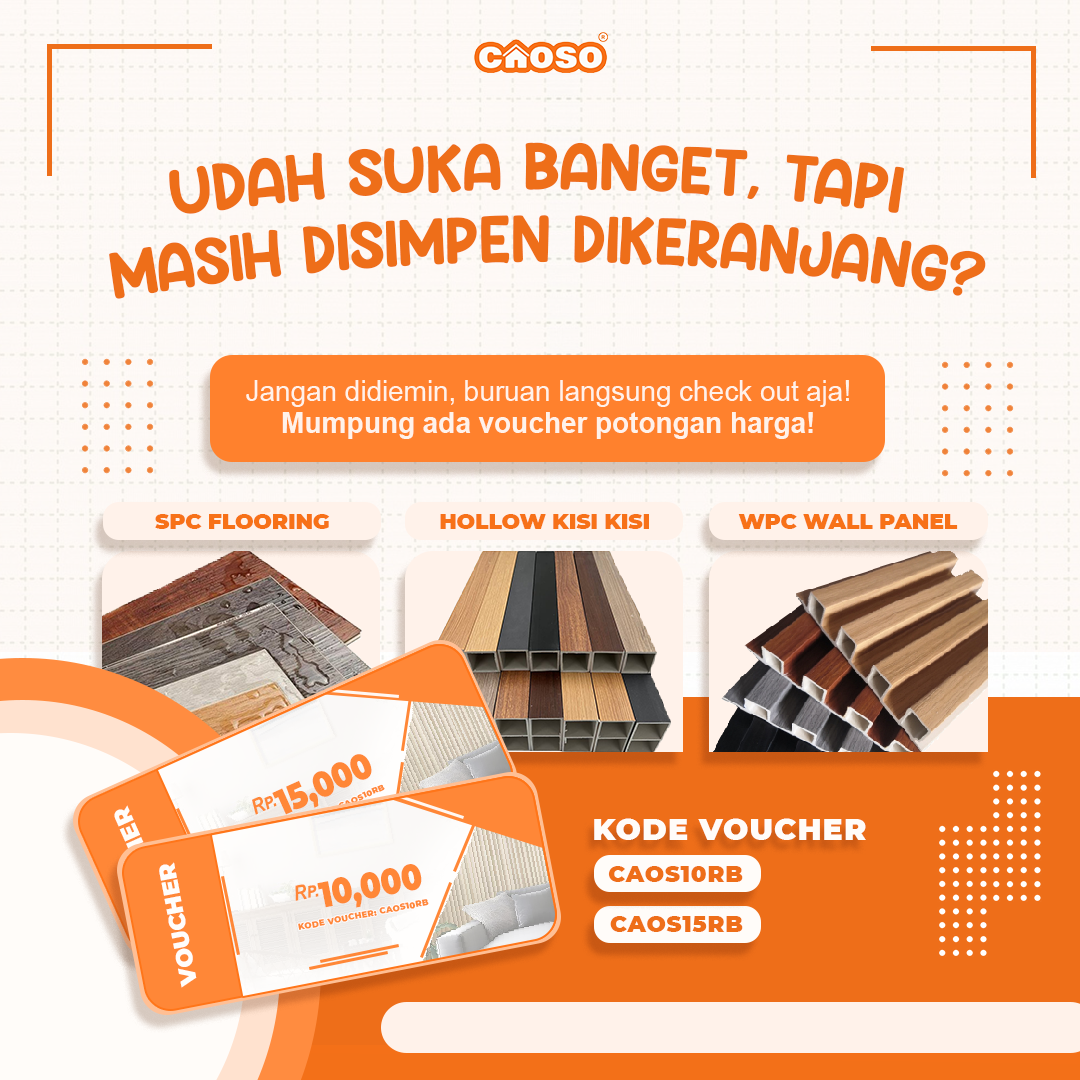 CAOSO®
UDAH SUKA BANGET, TAPI
MASIH DISIMPEN DIKERANJANG?
Jangan didiemin, buruan langsung check out aja!
Mumpung ada voucher potongan harga!
SPC FLOORING
HOLLOW KISI KISI
WPC WALL PANEL
RP.15,000
CAOS10RB
VOUCHER
RP.10,000
KODE VOUCHER: CAOS10RB
KODE VOUCHER
CAOS10RB
CAOS15RB